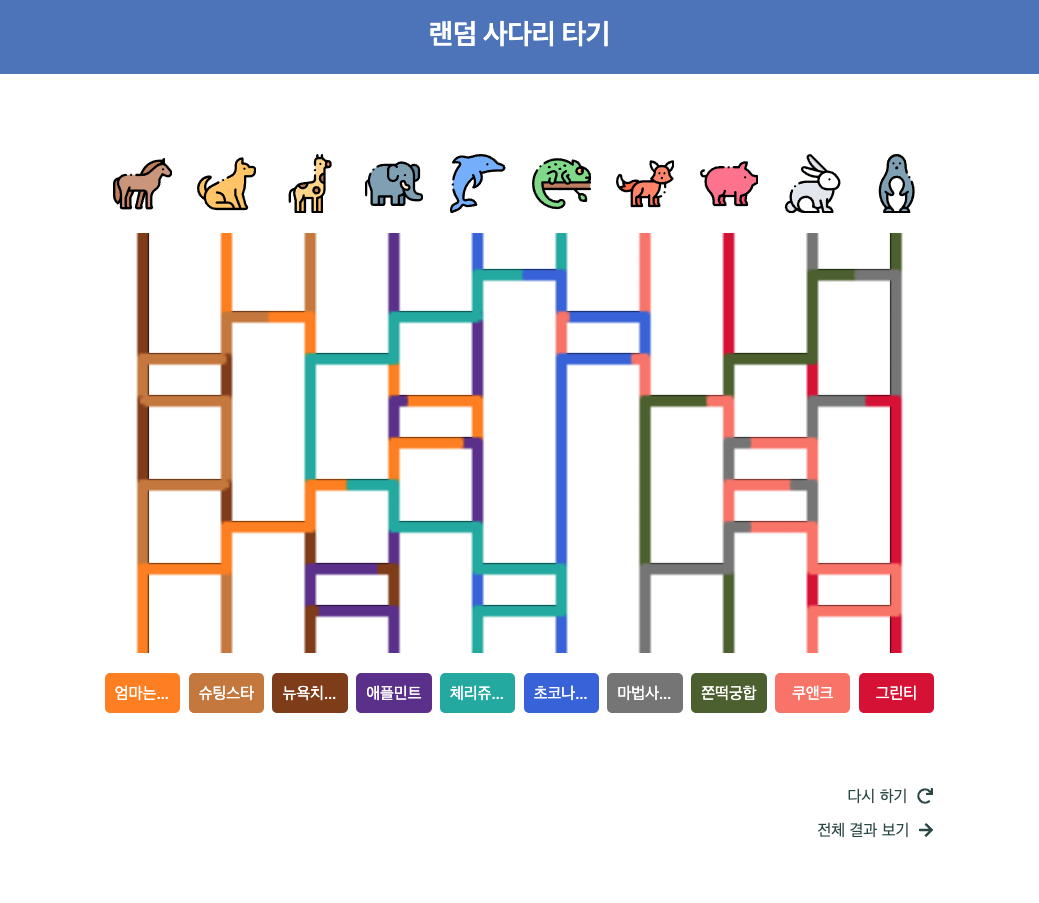 랜덤 사다리 타기
엄마는...
슈팅스타
뉴욕치...
애플민트
체리쥬...
초코나...
마법사...
쫀떡궁합
쿠앤크
그린티
다시 하기
전체 결과 보기